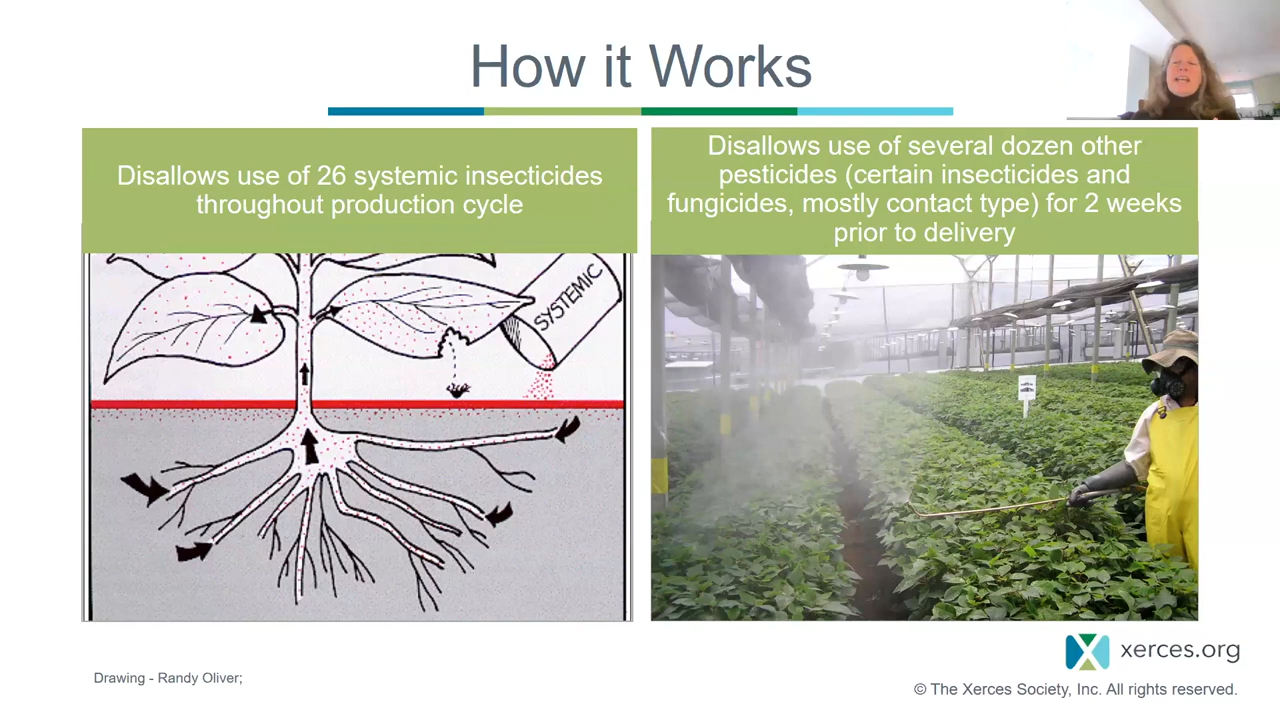 How it Works
Disallows use of 26 systemic insecticides
throughout production cycle
Disallows use of several dozen other
pesticides (certain insecticides and
fungicides, mostly contact type) for 2 weeks
prior to delivery
SYSTEMIC
xerces.org
Drawing - Randy Oliver;
© The Xerces Society, Inc. All rights reserved.